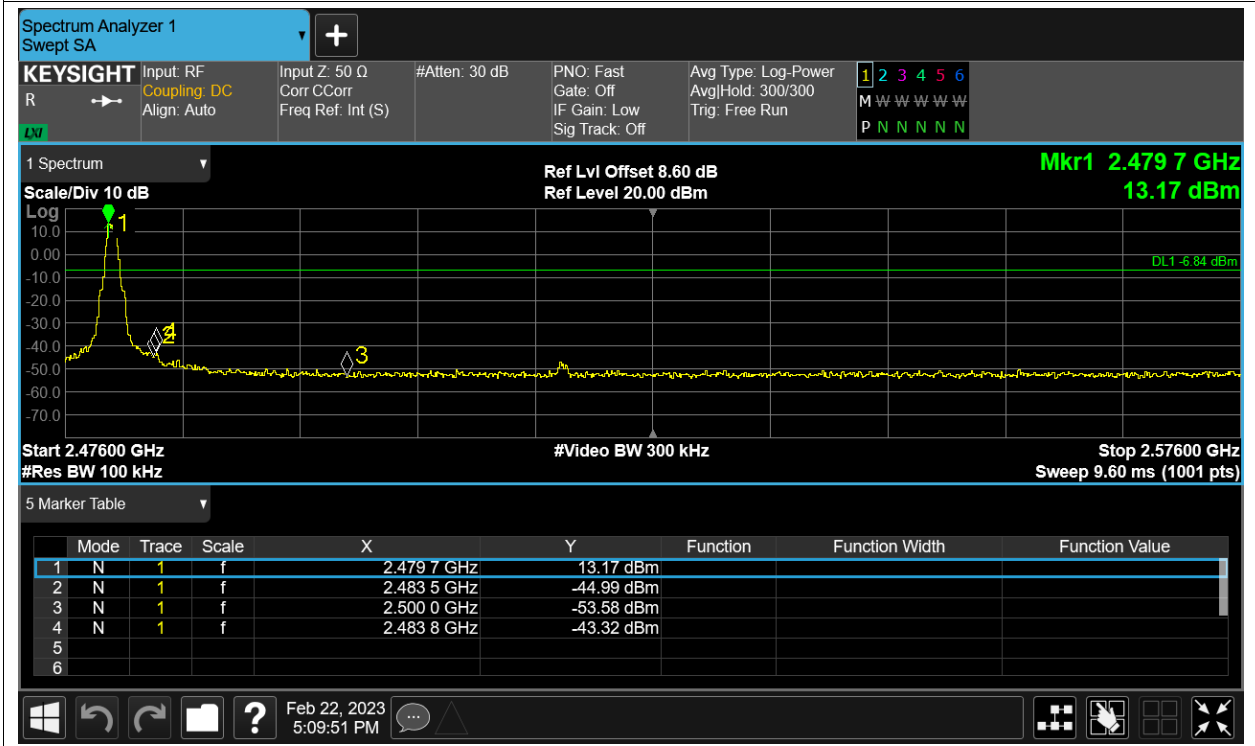 Spectrum Analyzer 1
Swept SA
KEYSIGHT
R
LXI
Input: RF
Coupling: DC
Align: Auto
Input Z: 50 Ω
Corr CCorr
Freq Ref: Int (S)
#Atten: 30 dB
PNO: Fast
Gate: Off
IF Gain: Low
Sig Track: Off
Avg Type: Log-Power
Avg|Hold: 300/300
Trig: Free Run
1 2 3 4 5 6
M W W W W W
P N N N N N
1 Spectrum
Scale/Div 10 dB
Ref Lvl Offset 8.60 dB
Ref Level 20.00 dBm
Mkr1 2.479 7 GHz
13.17 dBm
Log
10.0
0.00
-10.0
-20.0
-30.0
-40.0
-50.0
-60.0
-70.0
1
DL1 -6.84 dBm
3
Start 2.47600 GHz
#Res BW 100 kHz
#Video BW 300 kHz
Stop 2.57600 GHz
Sweep 9.60 ms (1001 pts)
5 Marker Table
Mode Trace Scale X Y Function Function Width Function Value
1 N 1 f 2.479 7 GHz 13.17 dBm
2 N 1 f 2.483 5 GHz -44.99 dBm
3 N 1 f 2.500 0 GHz -53.58 dBm
4 N 1 f 2.483 8 GHz -43.32 dBm
5
6
?
Feb 22, 2023
5:09:51 PM